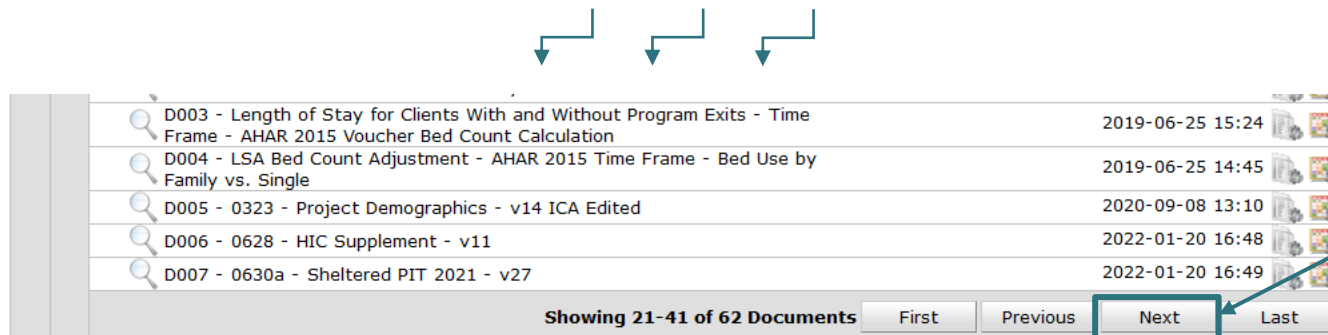 D003 - Length of Stay for Clients With and Without Program Exits - Time
Frame - AHAR 2015 Voucher Bed Count Calculation
2019-06-25 15:24
D004 - LSA Bed Count Adjustment - AHAR 2015 Time Frame - Bed Use by
Family vs. Single
2019-06-25 14:45
D005 - 0323 - Project Demographics - v14 ICA Edited
2020-09-08 13:10
D006 - 0628 - HIC Supplement - v11
2022-01-20 16:48
D007 - 0630a - Sheltered PIT 2021 - v27
2022-01-20 16:49
Showing 21-41 of 62 Documents
First
Previous
Next
Last